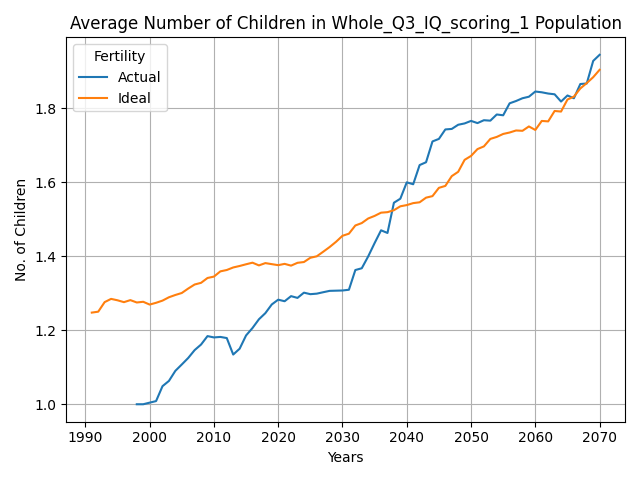 Average Number of Children in Whole_Q3_IQ_scoring_1 Population
Fertility
Actual
Ideal
No. of Children
1.8
1.6
1.4
1.2
1.0
1990 2000 2010 2020 2030 2040 2050 2060 2070
Years